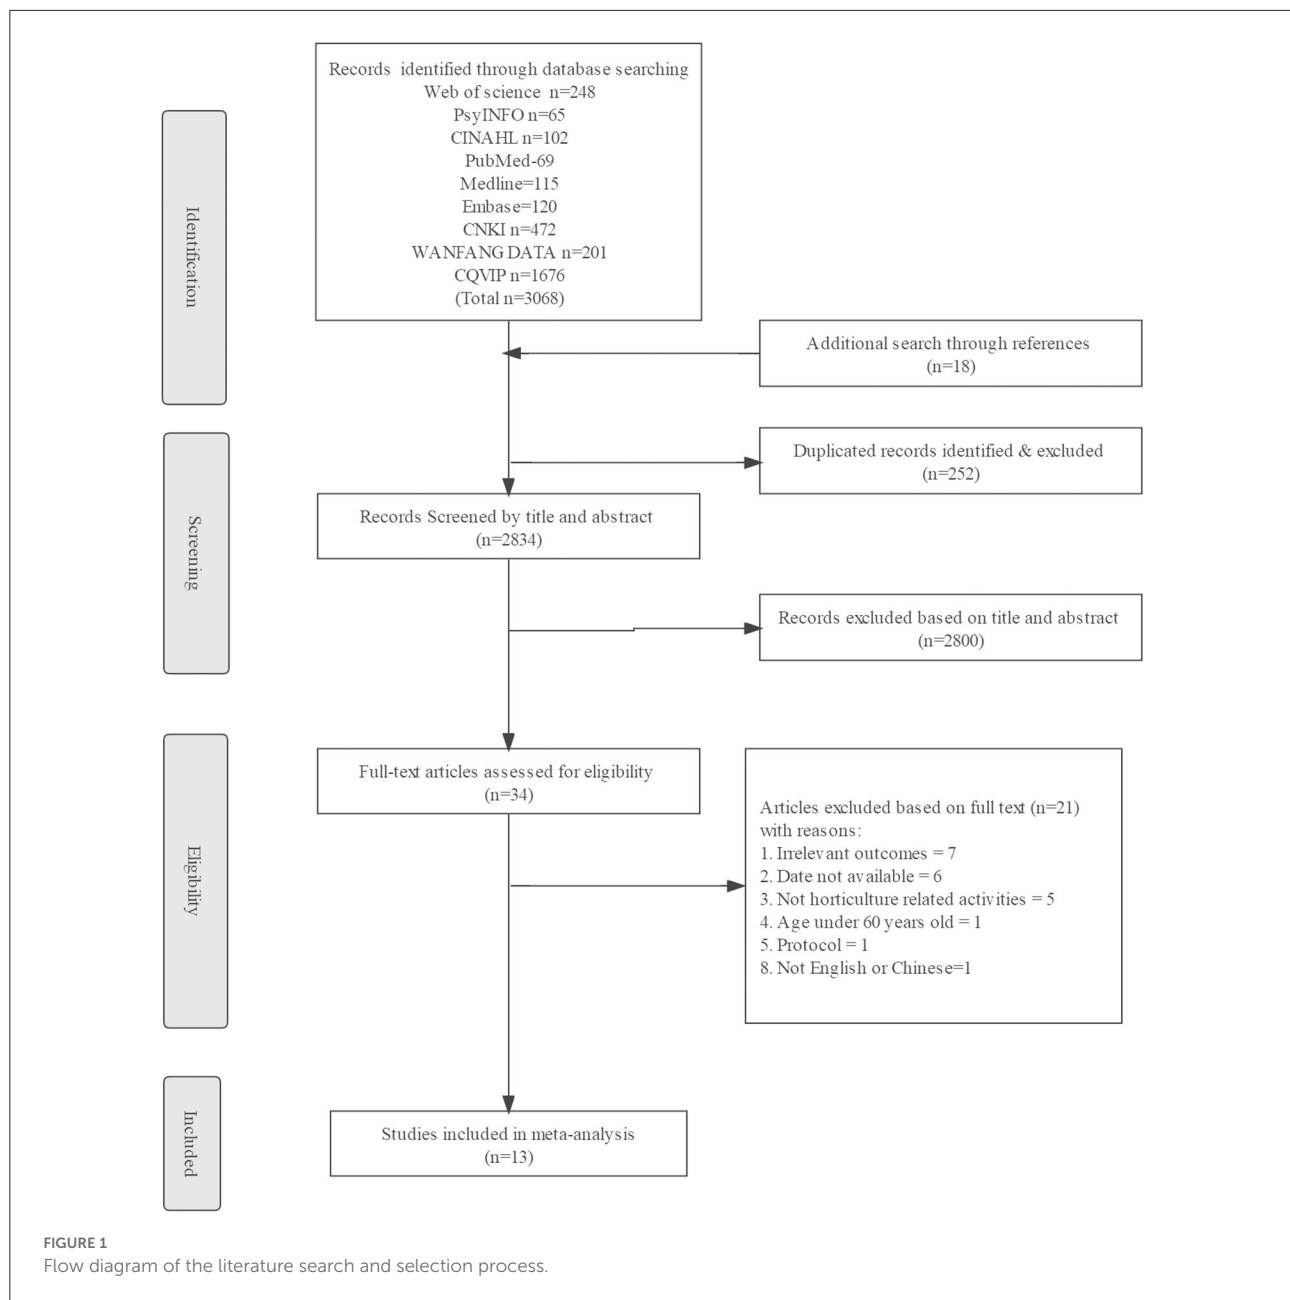 Identification
Records identified through database searching
Web of science n=248
PsyINFO n=65
CINAHL n=102
PubMed-69
Medline=115
Embase=120
CNKI n=472
WANFANG DATA n=201
CQVIP n=1676
(Total n=3068)
Additional search through references
(n=18)
Screening
Duplicated records identified & excluded
(n=252)
Records Screened by title and abstract
(n=2834)
Records excluded based on title and abstract
(n=2800)
Eligibility
Full-text articles assessed for eligibility
(n=34)
Articles excluded based on full text (n=21)
with reasons:
1. Irrelevant outcomes = 7
2. Date not available = 6
3. Not horticulture related activities = 5
4. Age under 60 years old = 1
5. Protocol = 1
8. Not English or Chinese=1
Included
Studies included in meta-analysis
(n=13)
FIGURE 1
Flow diagram of the literature search and selection process.